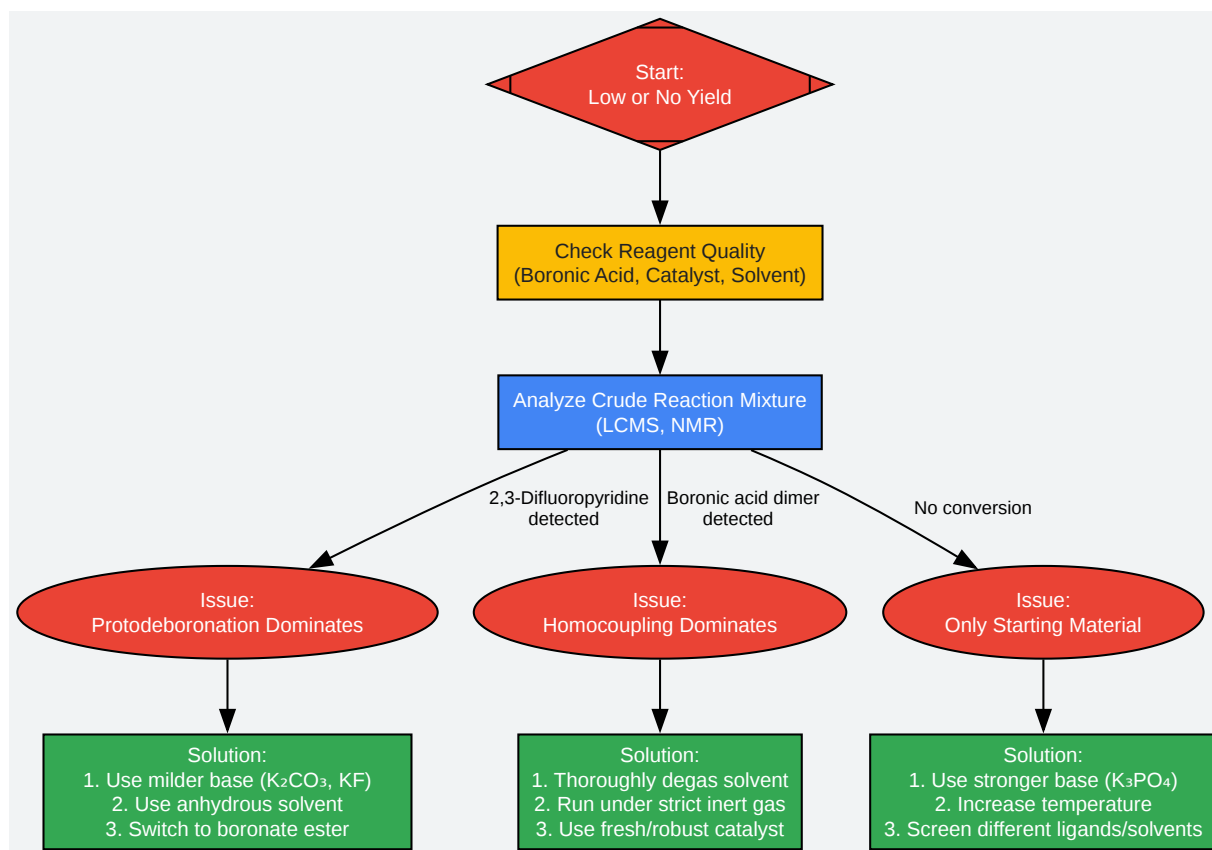 Start:
Low or No Yield
Check Reagent Quality
(Boronic Acid, Catalyst, Solvent)
Analyze Crude Reaction Mixture
(LCMS, NMR)
2,3-Difluoropyridine
detected
Boronic acid dimer
detected
No conversion
Issue:
Protodeboronation Dominates
Issue:
Homocoupling Dominates
Issue:
Only Starting Material
Solution:
1. Use milder base (K₂CO₃, KF)
2. Use anhydrous solvent
3. Switch to boronate ester
Solution:
1. Thoroughly degas solvent
2. Run under strict inert gas
3. Use fresh/robust catalyst
Solution:
1. Use stronger base (K₃PO₄)
2. Increase temperature
3. Screen different ligands/solvents